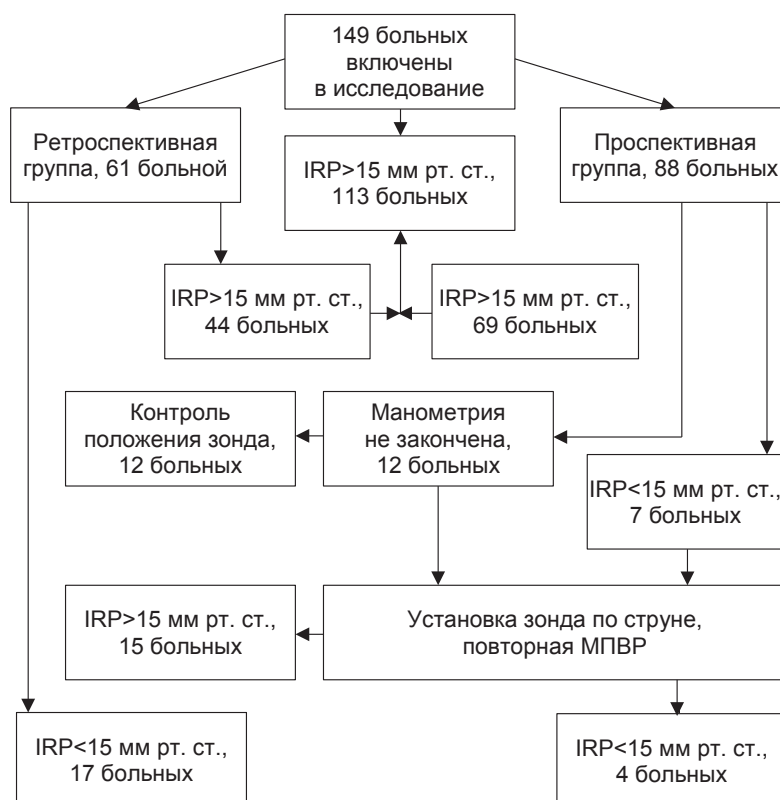 149 больных
включены
в исследование
Ретроспективная
группа, 61 больной
IRP>15 мм рт. ст.,
113 больных
Проспективная
группа, 88 больных
IRP>15 мм рт. ст.,
44 больных
IRP>15 мм рт. ст.,
69 больных
Контроль
положения зонда,
12 больных
Манометрия
не закончена,
12 больных
IRP<15 мм рт. ст.,
7 больных
IRP>15 мм рт. ст.,
15 больных
Установка зонда по струне,
повторная МПВР
IRP<15 мм рт. ст.,
17 больных
IRP<15 мм рт. ст.,
4 больных